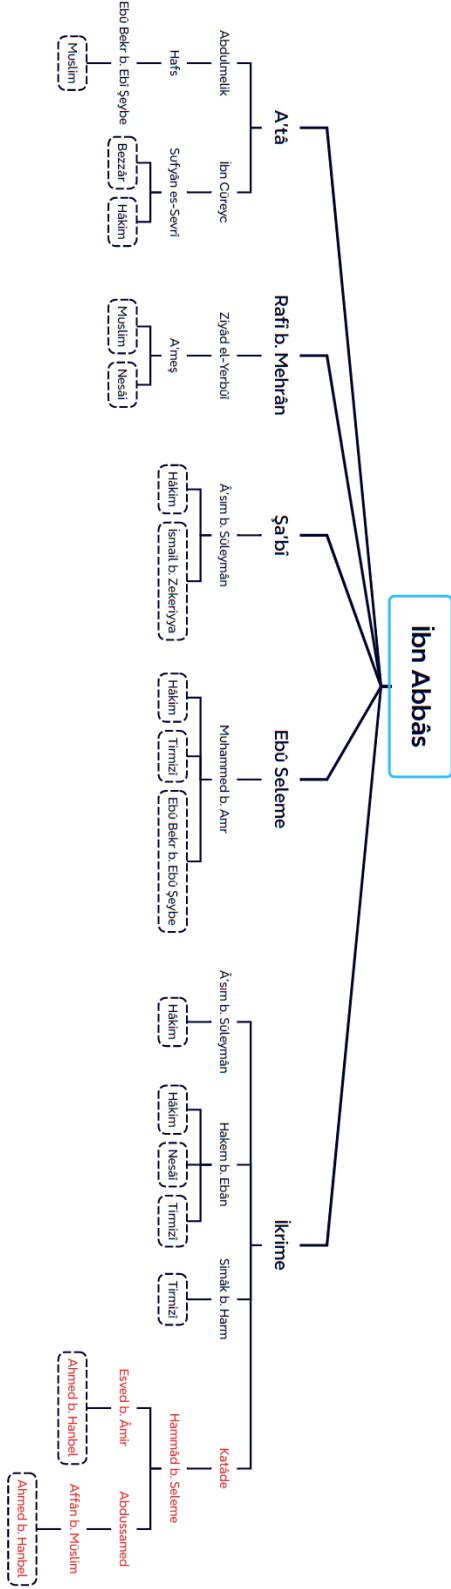 İbn Abbâs
A'tâ
Abdulmelik
Hafs
Ebû Bekr b. Ebî Şeybe
Muslim
İbn Cüreyc
Sufyân es-Sevrî
Bezzâr
Hâkim
Rafî b. Mehrân
Ziyâd el-Yerbûî
A'meş
Muslim
Nesâi
Şa'bî
Â'sım b. Süleymân
Hâkim
İsmail b. Zekeriyya
Ebû Seleme
Muhammed b. Amr
Hâkim
Tirmizî
Ebû Bekr b. Ebû Şeybe
İkrime
Â'sım b. Süleymân
Hâkim
Hakem b. Ebân
Hâkim
Nesâî
Tirmizî
Simâk b. Harm
Tirmizî
Katâde
Hammâd b. Seleme
Esved b. Âmir
Ahmed b. Hanbel
Abdussamed
Affân b. Müslim
Ahmed b. Hanbel